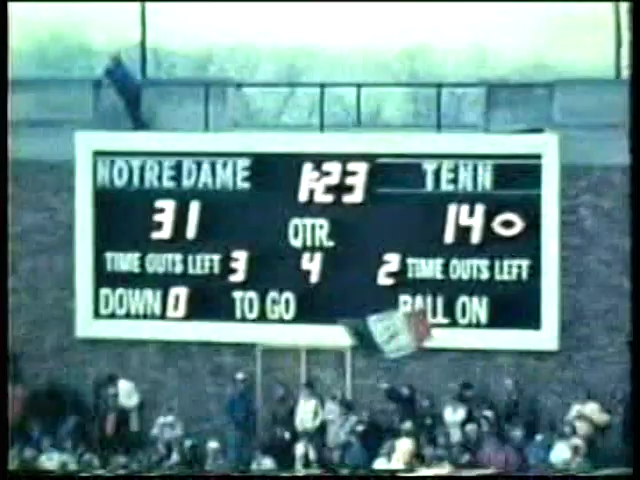 NOTRE DAME 1:23 TENN
31 QTR. 14
TIME OUTS LEFT 3 4 2 TIME OUTS LEFT
DOWN 0 TO GO BALL ON